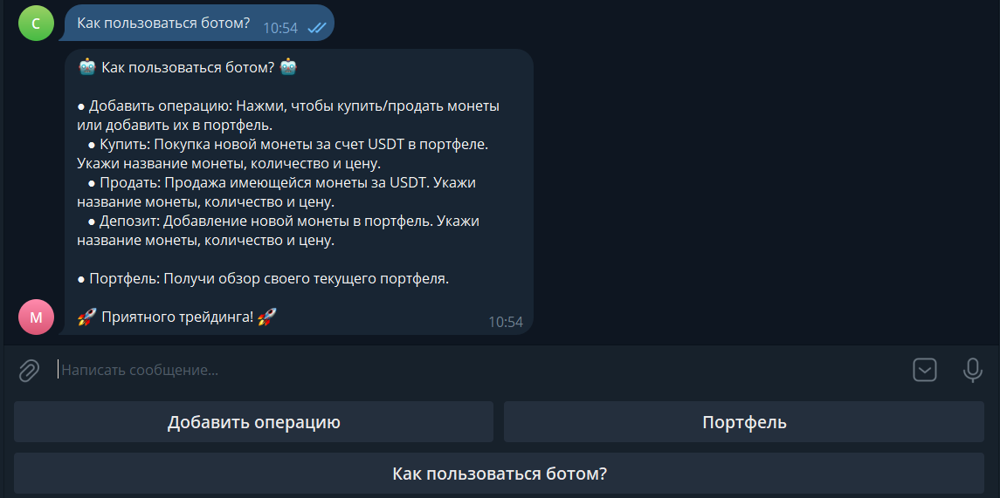 С
Как пользоваться ботом?
10:54
🤖 Как пользоваться ботом? 🤖
● Добавить операцию: Нажми, чтобы купить/продать монеты
или добавить их в портфель.
● Купить: Покупка новой монеты за счет USDT в портфеле.
Укажи название монеты, количество и цену.
● Продать: Продажа имеющейся монеты за USDT. Укажи
название монеты, количество и цену.
● Депозит: Добавление новой монеты в портфель. Укажи
название монеты, количество и цену.
● Портфель: Получи обзор своего текущего портфеля.
🚀 Приятного трейдинга! 🚀
10:54
М
Написать сообщение...
Добавить операцию
Портфель
Как пользоваться ботом?